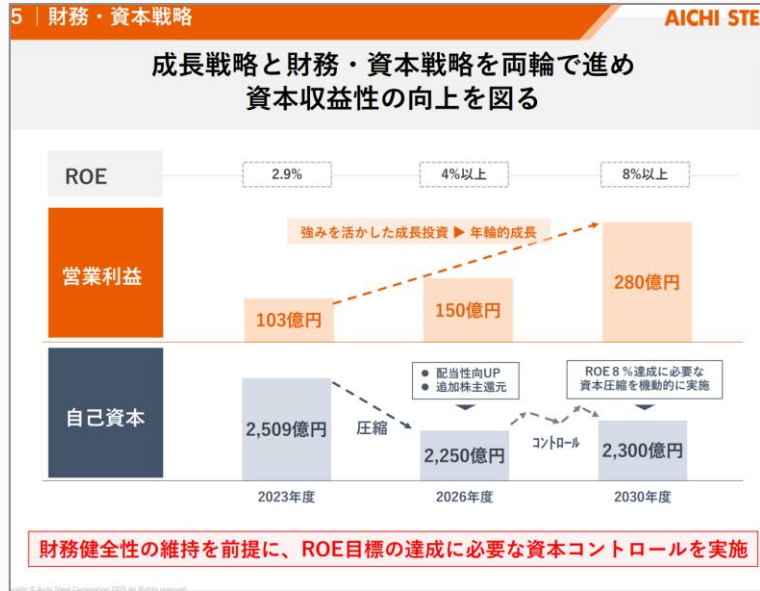 5 | 財務・資本戦略
AICHI STE
成長戦略と財務・資本戦略を両輪で進め
資本収益性の向上を図る
ROE
2.9%
4%以上
8%以上
営業利益
強みを活かした成長投資 ▶ 年輪的成長
103億円
150億円
280億円
自己資本
2,509億円
圧縮
● 配当性向UP
● 追加株主還元
2,250億円
コントロール
ROE8%達成に必要な
資本圧縮を機動的に実施
2,300億円
2023年度
2026年度
2030年度
財務健全性の維持を前提に、ROE目標の達成に必要な資本コントロールを実施
© Aichi Steel Corporation 2025 All Rights reserved.